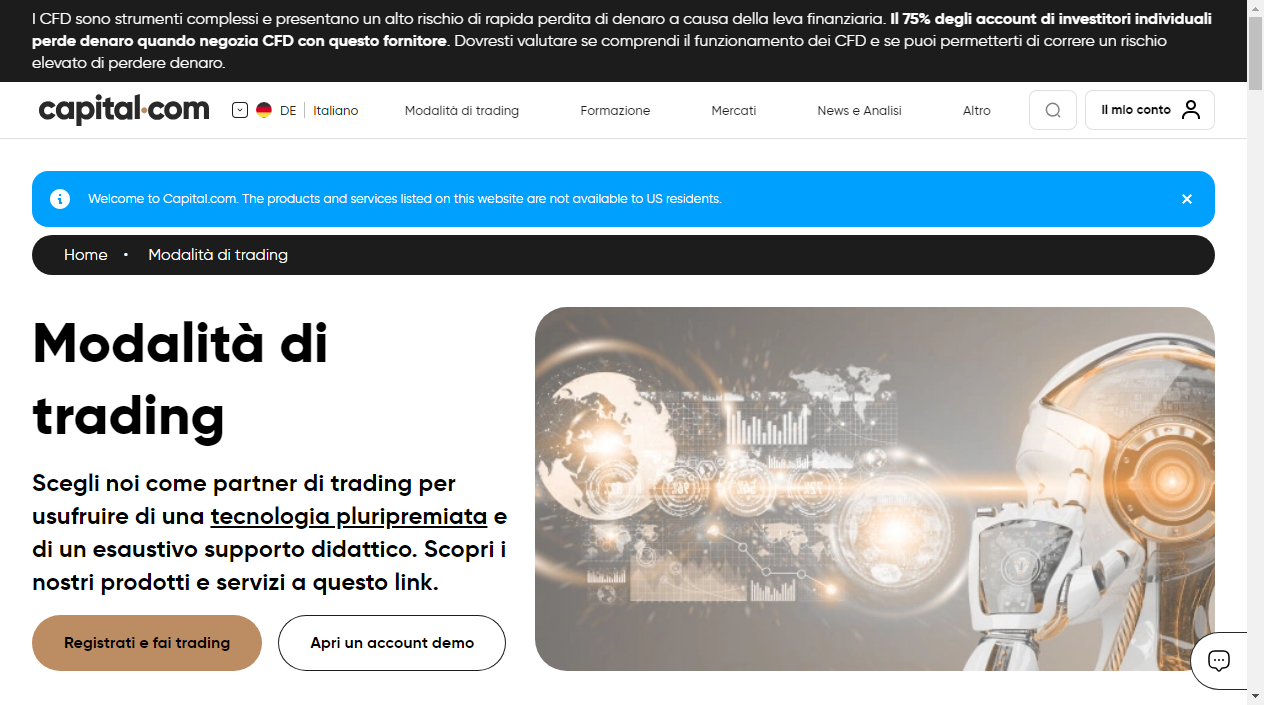 I CFD sono strumenti complessi e presentano un alto rischio di rapida perdita di denaro a causa della leva finanziaria. Il 75% degli account di investitori individuali
perde denaro quando negozia CFD con questo fornitore. Dovresti valutare se comprendi il funzionamento dei CFD e se puoi permetterti di correre un rischio
elevato di perdere denaro.
capital.com DE Italiano Modalità di trading Formazione Mercati News e Analisi Altro Il mio conto
Welcome to Capital.com. The products and services listed on this website are not available to US residents.
Home • Modalità di trading
Modalità di
trading
Scegli noi come partner di trading per
usufruire di una tecnologia pluripremiata e
di un esaustivo supporto didattico. Scopri i
nostri prodotti e servizi a questo link.
Registrati e fai trading Apri un account demo